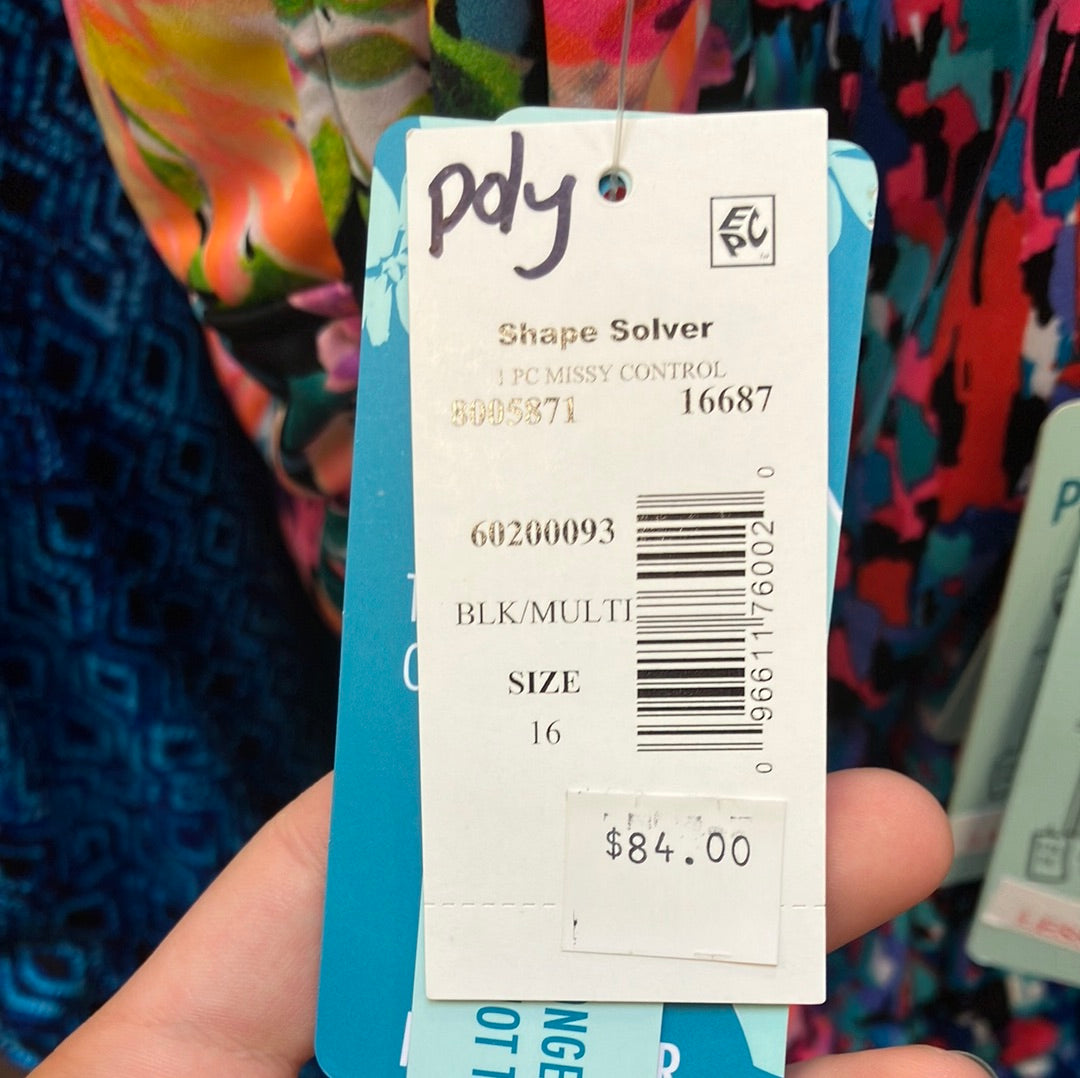 poly
EPC
Shape Solver
1 PC MISSY CONTROL
8005871 16687
60200093
BLK/MULTI
SIZE
16
0 96611 76002 0
$84.00